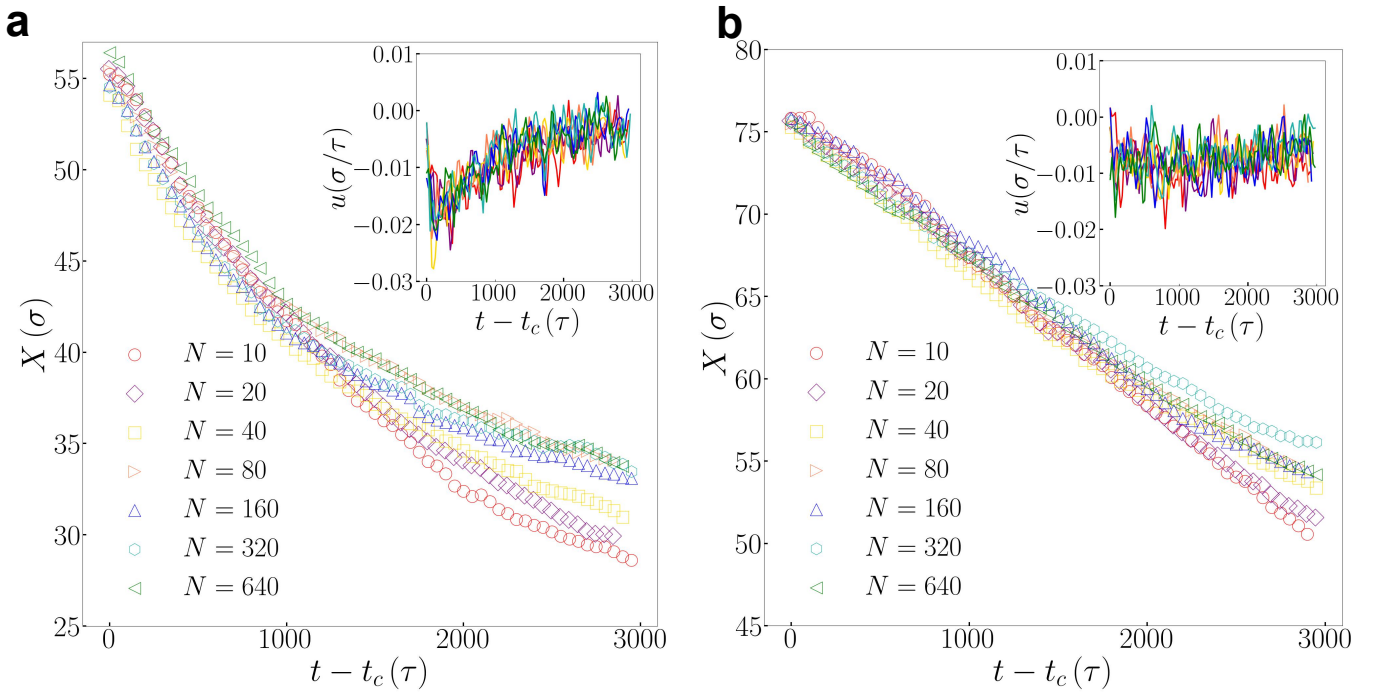 a
X (σ)
55
50
45
40
35
30
25
0
1000
2000
3000
t − t_c (τ)
N = 10
N = 20
N = 40
N = 80
N = 160
N = 320
N = 640
u(σ/τ)
0.01
0.00
−0.01
−0.02
−0.03
0
1000
2000
3000
t − t_c (τ)
b
X (σ)
80
75
70
65
60
55
50
45
0
1000
2000
3000
t − t_c (τ)
N = 10
N = 20
N = 40
N = 80
N = 160
N = 320
N = 640
u(σ/τ)
0.01
0.00
−0.01
−0.02
−0.03
0
1000
2000
3000
t − t_c (τ)